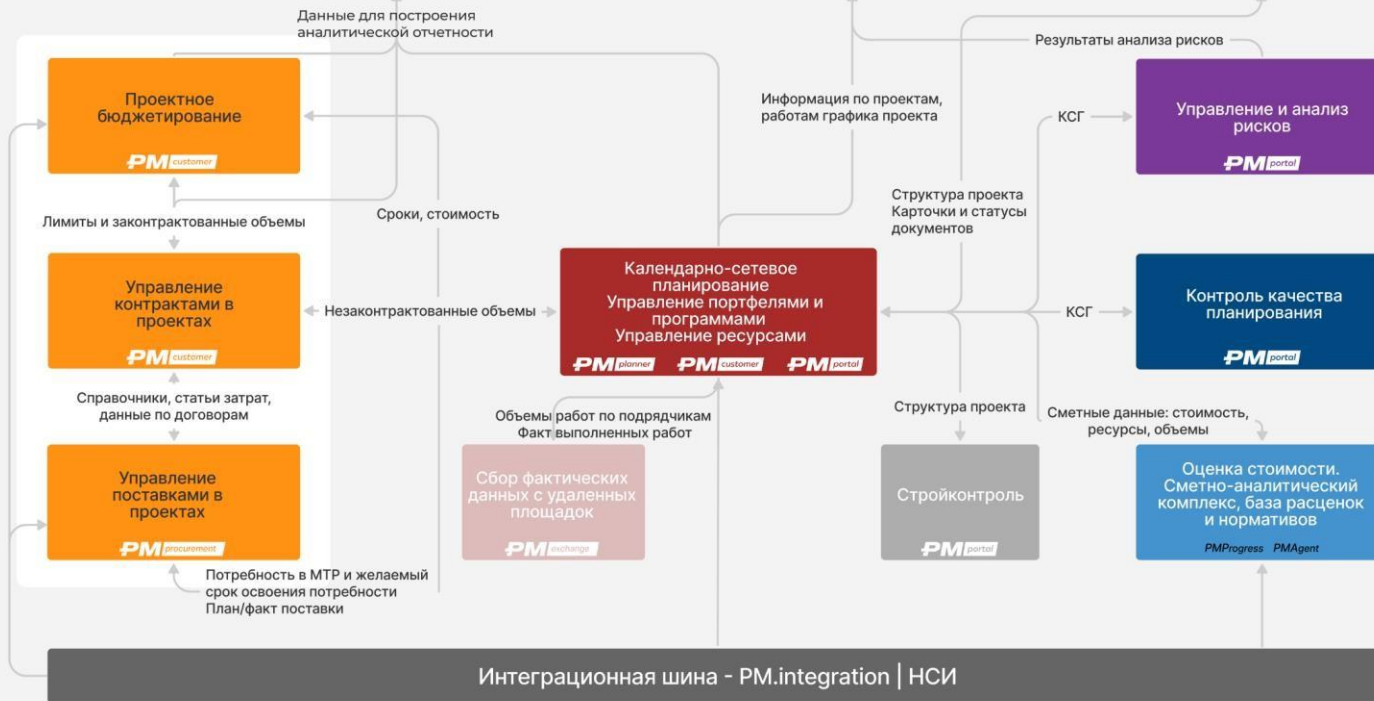 Данные для построения
аналитической отчетности
Результаты анализа рисков
Проектное
бюджетирование
PM customer
Информация по проектам,
работам графика проекта
КСГ
Управление и анализ
рисков
PM portal
Лимиты и законтрактованные объемы
Сроки, стоимость
Структура проекта
Карточки и статусы
документов
Управление
контрактами в
проектах
PM customer
Незаконтрактованные объемы
Календарно-сетевое
планирование
Управление портфелями и
программами
Управление ресурсами
PM planner PM customer PM portal
КСГ
Контроль качества
планирования
PM portal
Справочники, статьи затрат,
данные по договорам
Объемы работ по подрядчикам
Факт выполненных работ
Структура проекта
Сметные данные: стоимость,
ресурсы, объемы
Управление
поставками в
проектах
PM procurement
Сбор фактических
данных с удаленных
площадок
PM exchange
Стройконтроль
PM portal
Оценка стоимости.
Сметно-аналитический
комплекс, база расценок
и нормативов
PMProgress PMAgent
Потребность в МТР и желаемый
срок освоения потребности
План/факт поставки
Интеграционная шина - PM.integration | НСИ